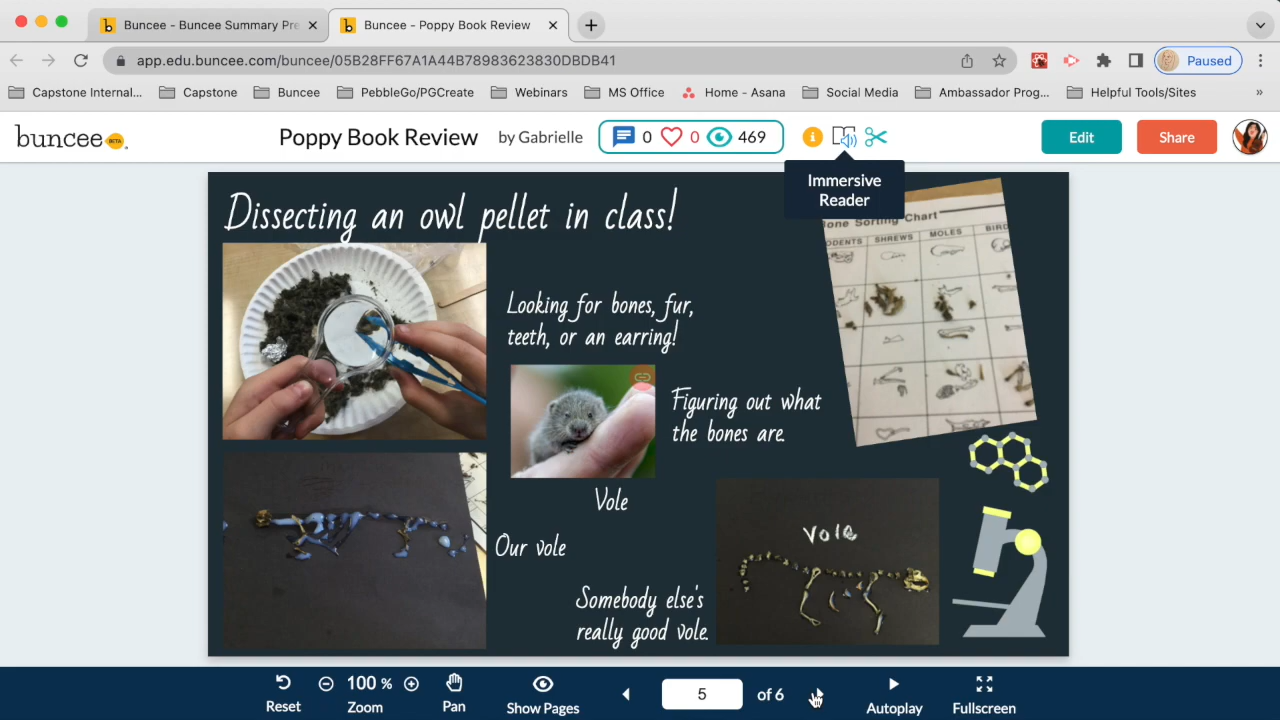 Buncee - Buncee Summary Pre
Buncee - Poppy Book Review
app.edu.buncee.com/buncee/05B28FF67A1A44B78983623830DBDB41
Paused
Capstone Internal...
Capstone
Buncee
PebbleGo/PGCreate
Webinars
MS Office
Home - Asana
Social Media
Ambassador Prog...
Helpful Tools/Sites
buncee BETA
Poppy Book Review
by Gabrielle
0
0
469
Edit
Share
Immersive
Reader
Dissecting an owl pellet in class!
one Sorting Chart
ODENTS
SHREWS
MOLES
BIRD
Looking for bones, fur,
teeth, or an earring!
Figuring out what
the bones are.
Vole
Our vole
vole
Somebody else's
really good vole.
Reset
100 %
Zoom
Pan
Show Pages
5
of 6
Autoplay
Fullscreen